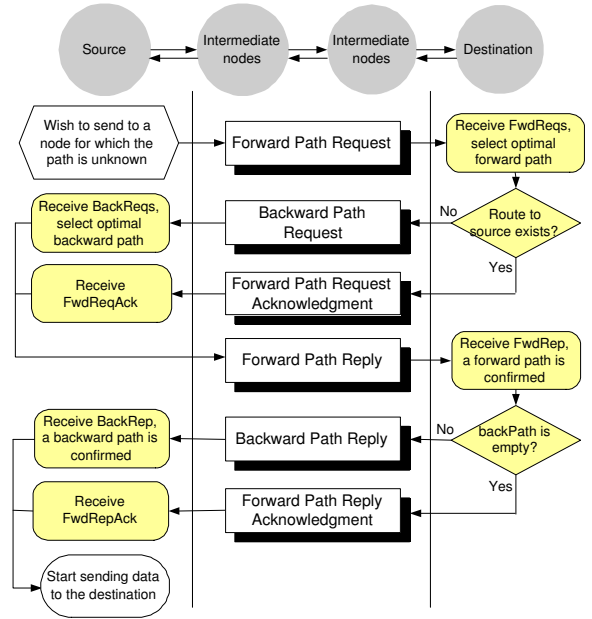 Source
Intermediate
nodes
Intermediate
nodes
Destination
Wish to send to a
node for which the
path is unknown
Forward Path Request
Receive FwdReqs,
select optimal
forward path
Receive BackReqs,
select optimal
backward path
Backward Path
Request
No
Route to
source exists?
Yes
Receive
FwdReqAck
Forward Path Request
Acknowledgment
Forward Path Reply
Receive FwdRep,
a forward path is
confirmed
Receive BackRep,
a backward path is
confirmed
Backward Path Reply
No
backPath is
empty?
Yes
Receive
FwdRepAck
Forward Path Reply
Acknowledgment
Start sending data
to the destination